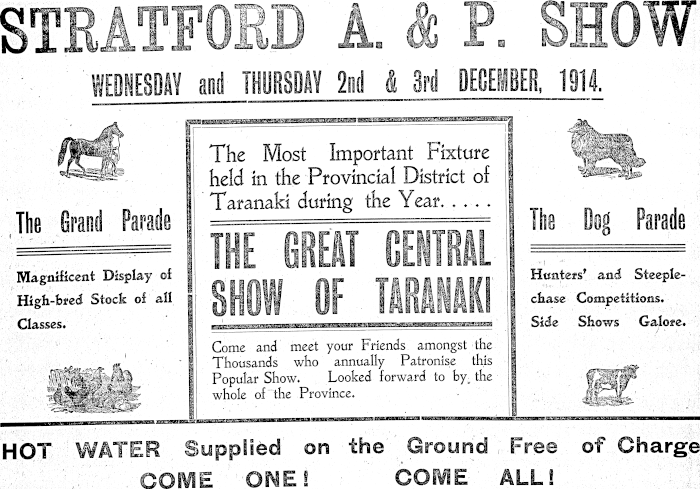 STRATFORD A. & P. SHOW
WEDNESDAY and THURSDAY 2nd & 3rd DECEMBER, 1914.
The Grand Parade
Magnificent Display of
High-bred Stock of all
Classes.
The Most Important Fixture
held in the Provincial District of
Taranaki during the Year.....
THE GREAT CENTRAL
SHOW OF TARANAKI
Come and meet your Friends amongst the
Thousands who annually Patronise this
Popular Show. Looked forward to by the
whole of the Province.
The Dog Parade
Hunters' and Steeple-
chase Competitions.
Side Shows Galore.
HOT WATER Supplied on the Ground Free of Charge
COME ONE! COME ALL!